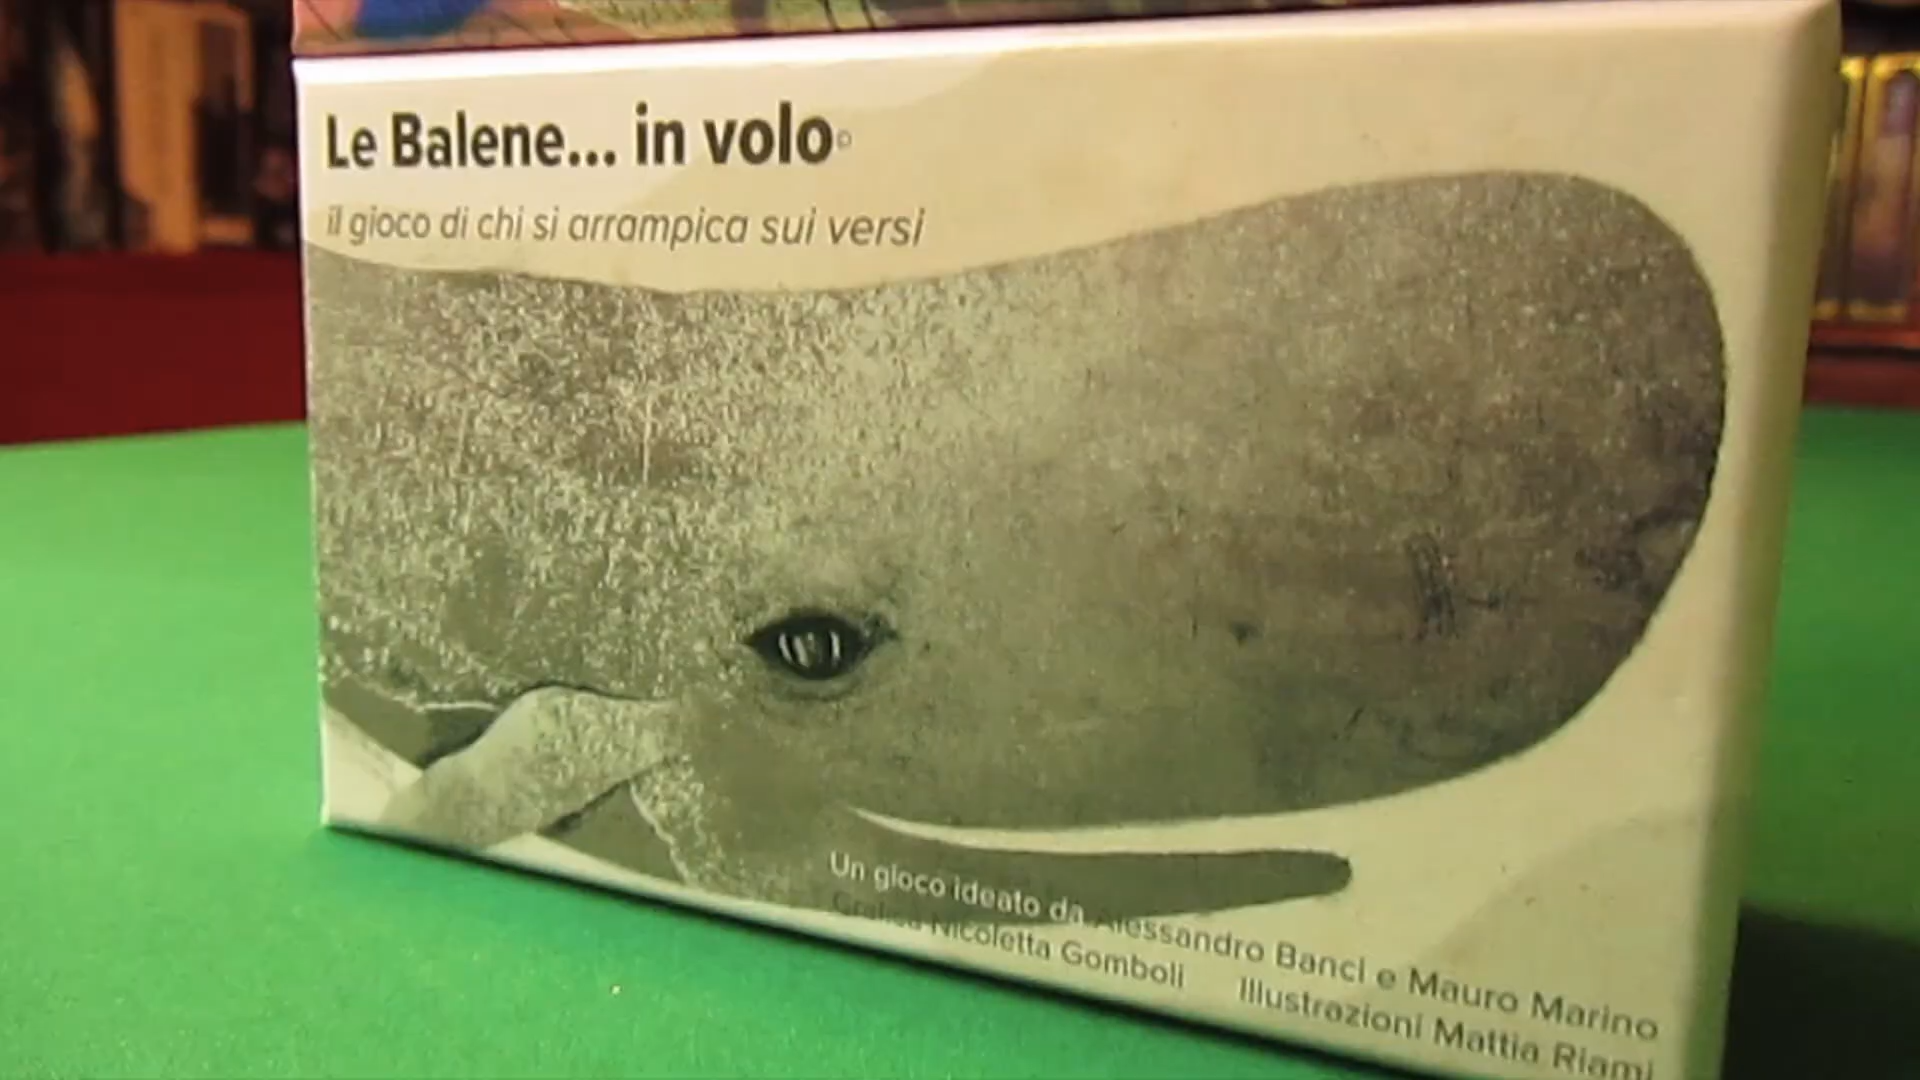 Le Balene... in volo©
il gioco di chi si arrampica sui versi
Un gioco ideato da Alessandro Banci e Mauro Marino
Grafica Nicoletta Gomboli Illustrazioni Mattia Riami